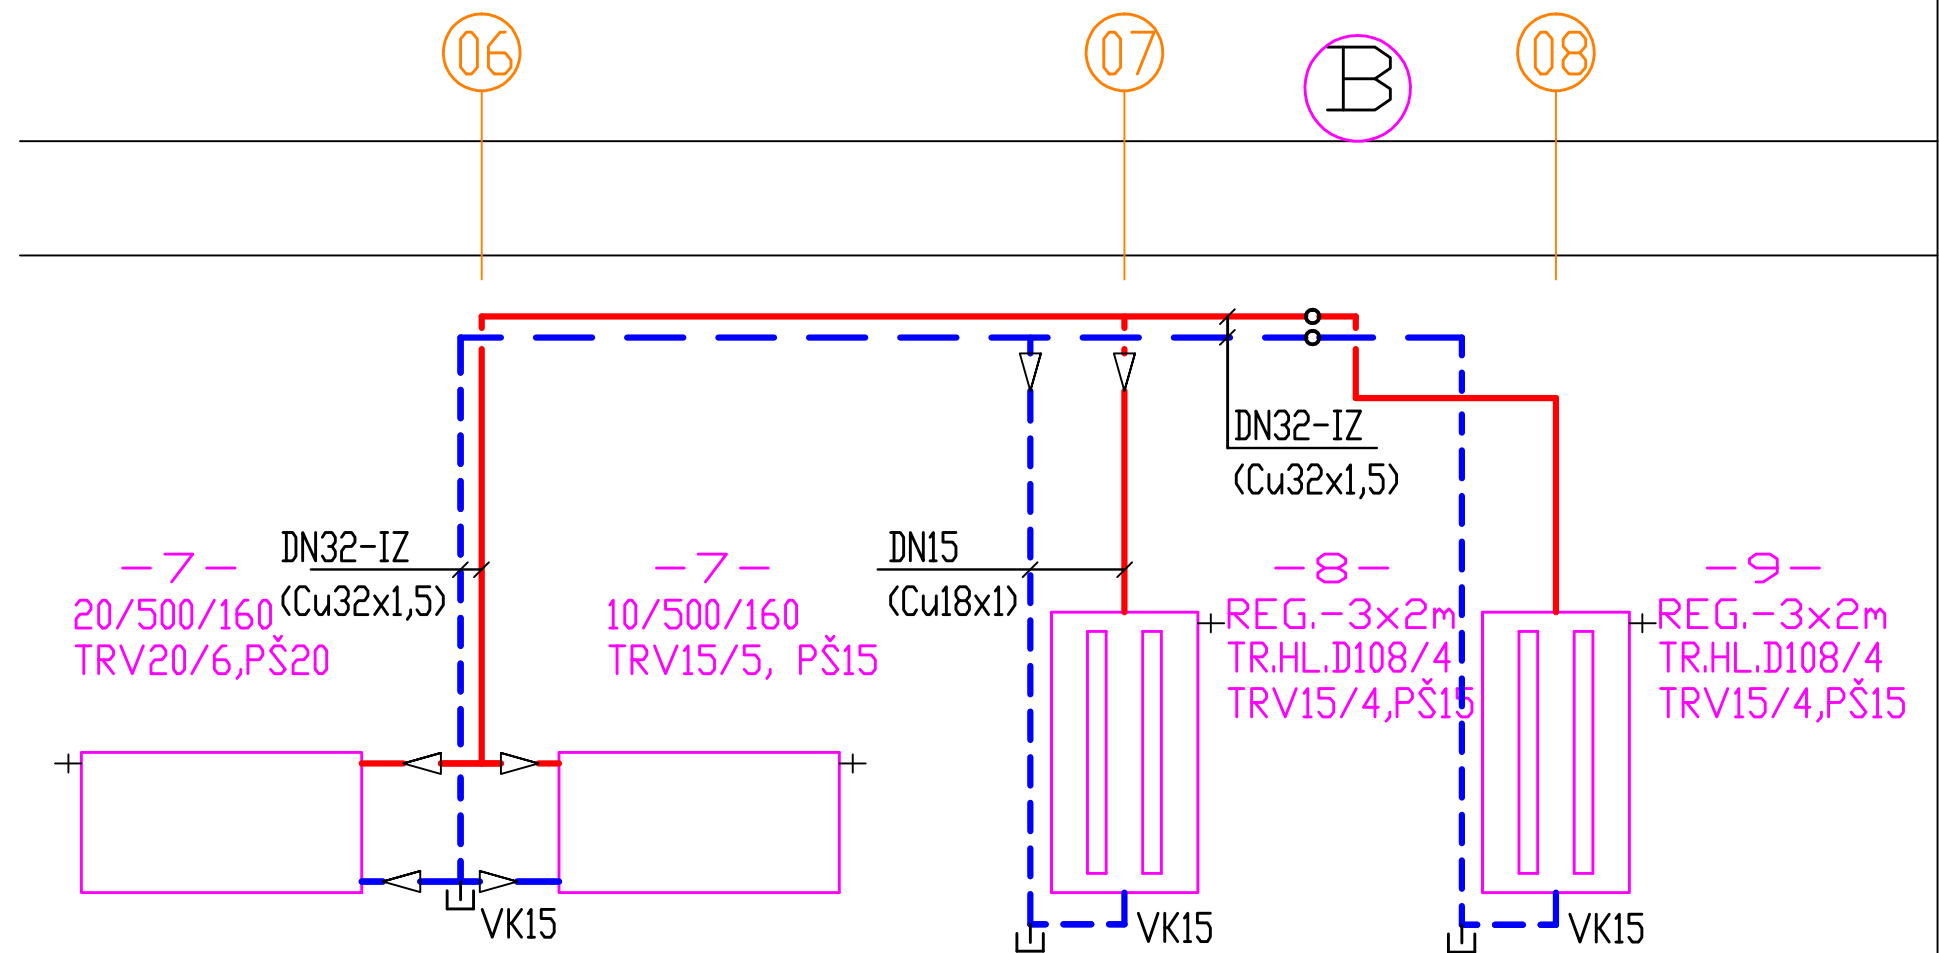 06
07
B
08
DN32-IZ
(Cu32x1,5)
-7-
20/500/160
TRV20/6,PŠ20
DN32-IZ
(Cu32x1,5)
-7-
10/500/160
TRV15/5, PŠ15
DN15
(Cu18x1)
-8-
REG.-3x2m
TR.HL.D108/4
TRV15/4,PŠ15
-9-
REG.-3x2m
TR.HL.D108/4
TRV15/4,PŠ15
VK15
VK15
VK15